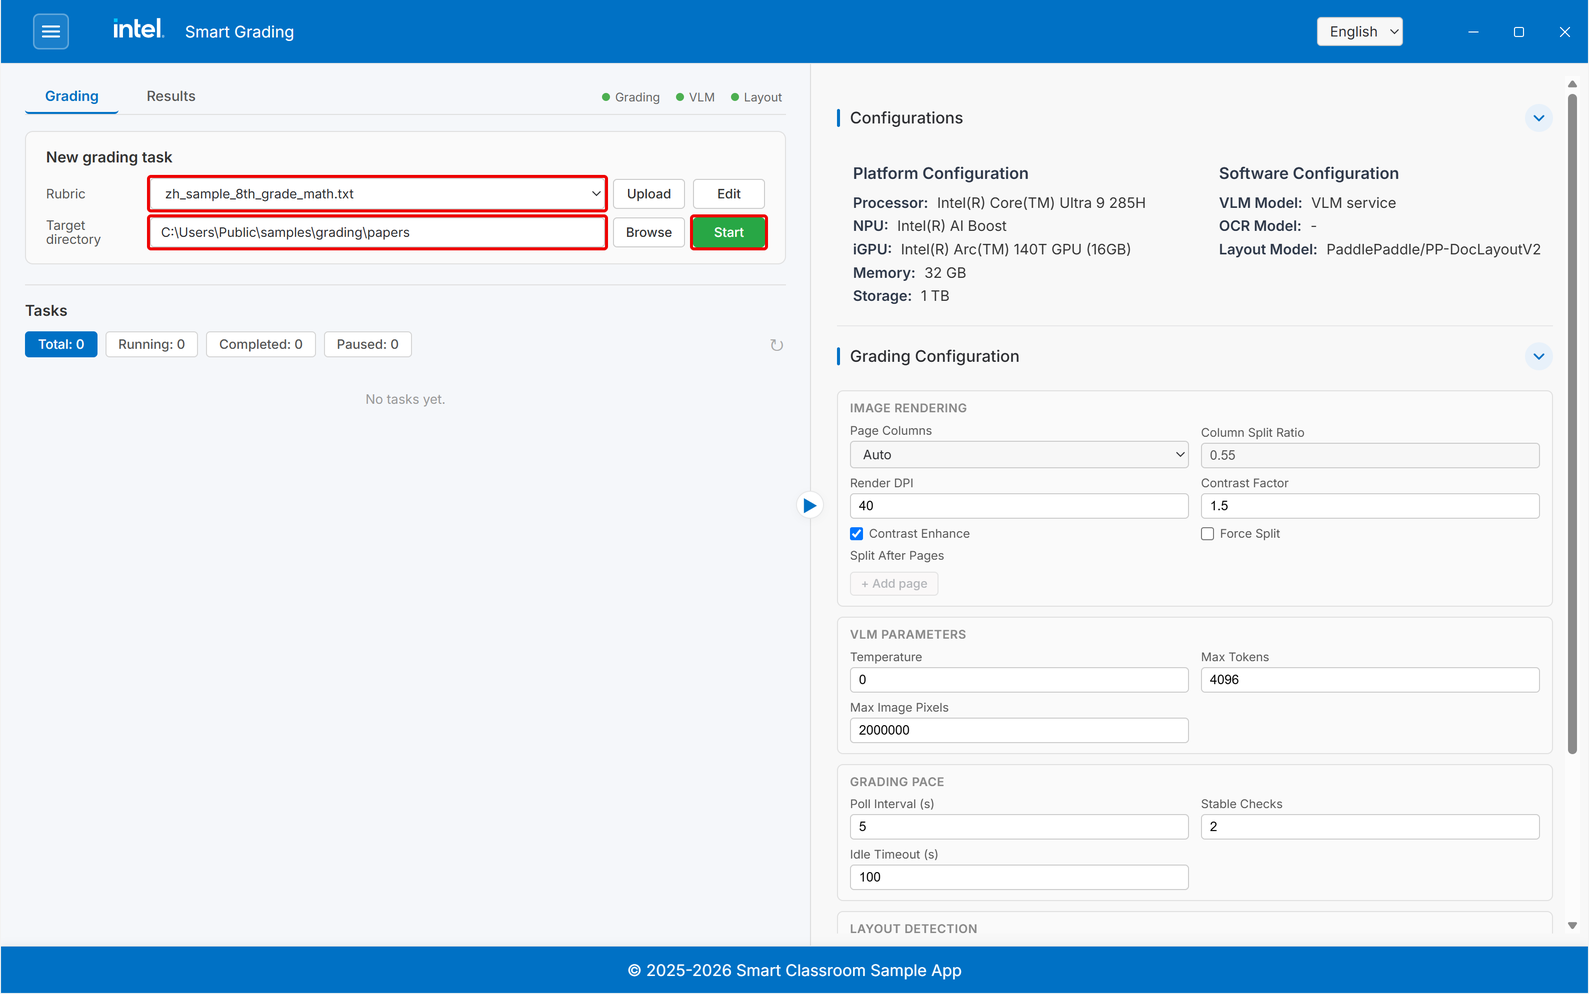 intel. Smart Grading English
Grading Results Grading VLM Layout
New grading task
Rubric zh_sample_8th_grade_math.txt Upload Edit
Target directory C:\Users\Public\samples\grading\papers Browse Start
Tasks
Total: 0 Running: 0 Completed: 0 Paused: 0
No tasks yet.
Configurations
Platform Configuration
Processor: Intel(R) Core(TM) Ultra 9 285H
NPU: Intel(R) AI Boost
iGPU: Intel(R) Arc(TM) 140T GPU (16GB)
Memory: 32 GB
Storage: 1 TB
Software Configuration
VLM Model: VLM service
OCR Model: -
Layout Model: PaddlePaddle/PP-DocLayoutV2
Grading Configuration
IMAGE RENDERING
Page Columns
Auto
Column Split Ratio
0.55
Render DPI
40
Contrast Factor
1.5
Contrast Enhance
Force Split
Split After Pages
+ Add page
VLM PARAMETERS
Temperature
0
Max Tokens
4096
Max Image Pixels
2000000
GRADING PACE
Poll Interval (s)
5
Stable Checks
2
Idle Timeout (s)
100
LAYOUT DETECTION
© 2025-2026 Smart Classroom Sample App